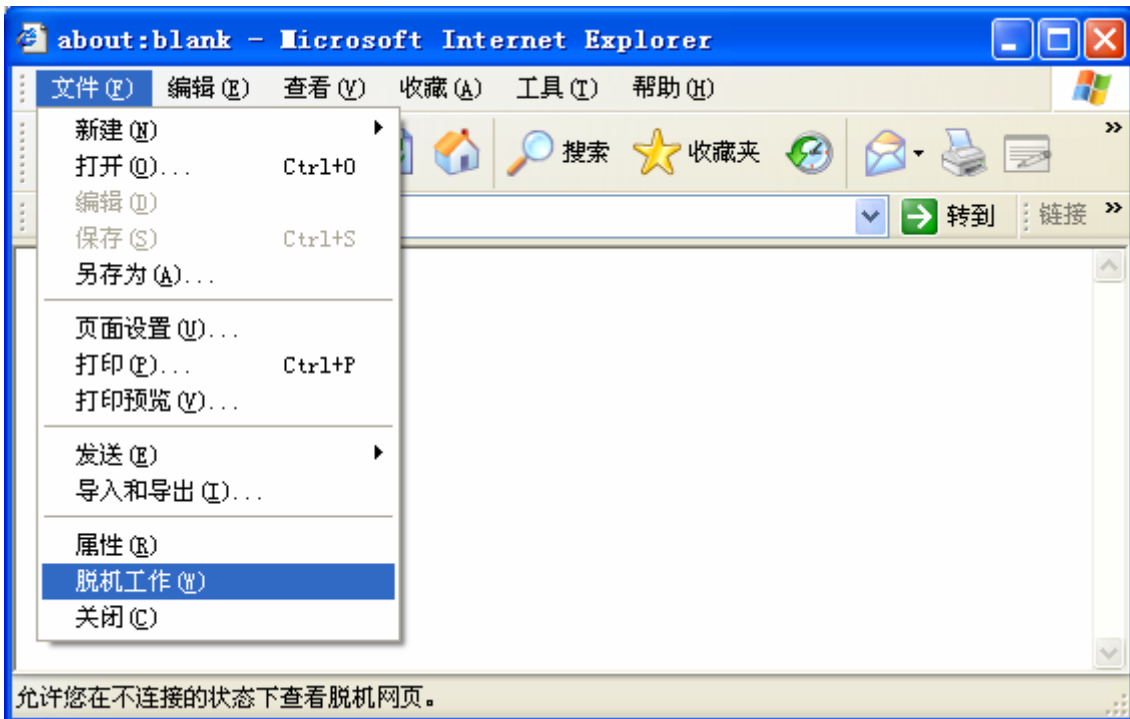 about:blank - Microsoft Internet Explorer
文件(F) 编辑(E) 查看(V) 收藏(A) 工具(T) 帮助(H)
新建(N)
打开(O)... Ctrl+O
编辑(D)
保存(S) Ctrl+S
另存为(A)...
页面设置(U)...
打印(P)... Ctrl+P
打印预览(V)...
发送(E)
导入和导出(I)...
属性(R)
脱机工作(W)
关闭(C)
搜索 收藏夹
转到 链接
允许您在不连接的状态下查看脱机网页。